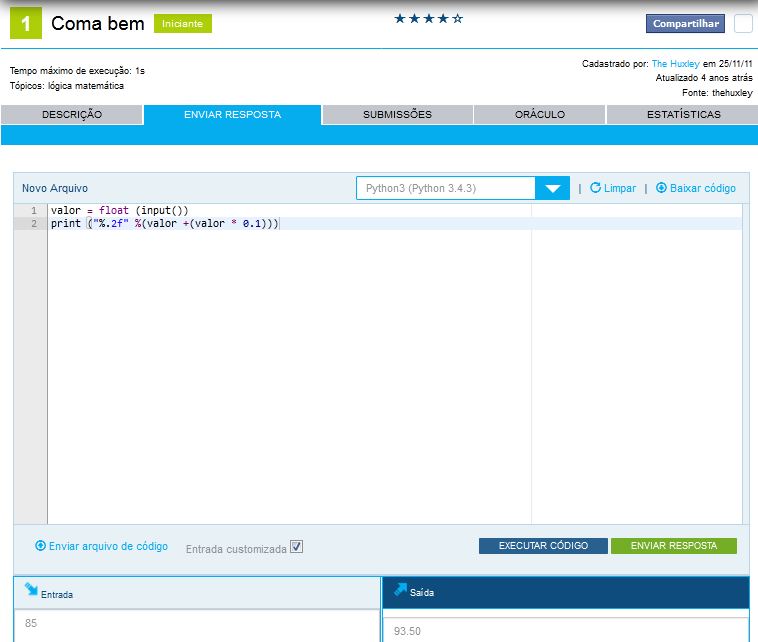 1 Coma bem Iniciante
Compartilhar
Cadastrado por: The Huxley em 25/11/11
Tempo máximo de execução: 1s
Atualizado 4 anos atrás
Tópicos: lógica matemática
Fonte: thehuxley
DESCRIÇÃO ENVIAR RESPOSTA SUBMISSÕES ORÁCULO ESTATÍSTICAS
Novo Arquivo Python3 (Python 3.4.3) | Limpar | Baixar código
1 valor = float (input())
2 print ("%.2f" %(valor +(valor * 0.1)))
Enviar arquivo de código Entrada customizada EXECUTAR CÓDIGO ENVIAR RESPOSTA
Entrada Saída
85
93.50